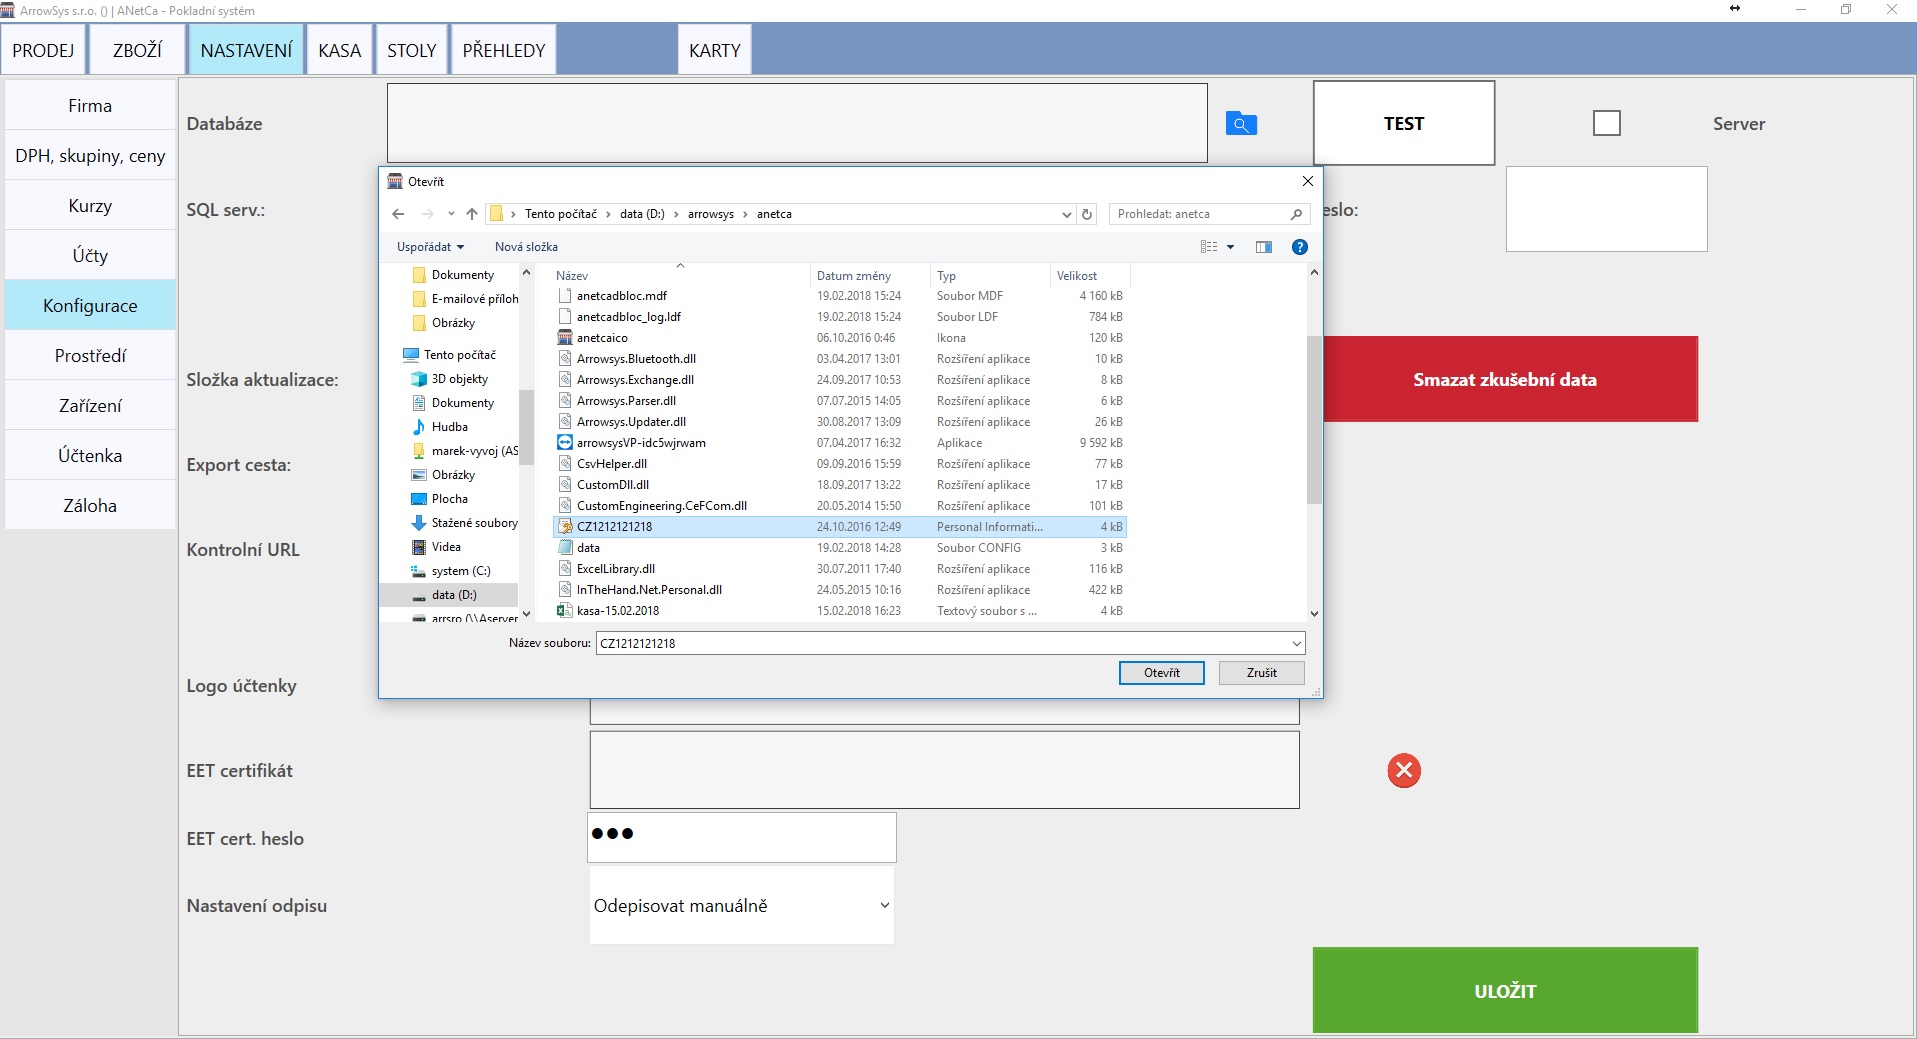 ArrowSys s.r.o. () | ANetCa - Pokladní systém
PRODEJ ZBOŽÍ NASTAVENÍ KASA STOLY PŘEHLEDY KARTY
Firma
DPH, skupiny, ceny
Kurzy
Účty
Konfigurace
Prostředí
Zařízení
Účtenka
Záloha
Databáze TEST Server
SQL serv.: eslo:
Složka aktualizace: Smazat zkušební data
Export cesta:
Kontrolní URL
Logo účtenky
EET certifikát
EET cert. heslo
Nastavení odpisu Odepisovat manuálně
ULOŽIT
Otevřít
Tento počítač › data (D:) › arrowsys › anetca Prohledat: anetca
Uspořádat Nová složka
Dokumenty
E-mailové příloh
Obrázky
Tento počítač
3D objekty
Dokumenty
Hudba
marek-vyvoj (AS
Obrázky
Plocha
Stažené soubory
Videa
system (C:)
data (D:)
arrsro (\\Aserver
Název Datum změny Typ Velikost
anetcadbloc.mdf 19.02.2018 15:24 Soubor MDF 4 160 kB
anetcadbloc_log.ldf 19.02.2018 15:24 Soubor LDF 784 kB
anetcaico 06.10.2016 0:46 Ikona 120 kB
Arrowsys.Bluetooth.dll 03.04.2017 13:01 Rozšíření aplikace 10 kB
Arrowsys.Exchange.dll 24.09.2017 10:53 Rozšíření aplikace 8 kB
Arrowsys.Parser.dll 07.07.2015 14:05 Rozšíření aplikace 6 kB
Arrowsys.Updater.dll 30.08.2017 13:09 Rozšíření aplikace 26 kB
arrowsysVP-idc5wjrwam 07.04.2017 16:32 Aplikace 9 592 kB
CsvHelper.dll 09.09.2016 15:59 Rozšíření aplikace 77 kB
CustomDll.dll 18.09.2017 13:22 Rozšíření aplikace 17 kB
CustomEngineering.CeFCom.dll 20.05.2014 15:50 Rozšíření aplikace 101 kB
CZ1212121218 24.10.2016 12:49 Personal Informati... 4 kB
data 19.02.2018 14:28 Soubor CONFIG 3 kB
ExcelLibrary.dll 30.07.2011 17:40 Rozšíření aplikace 116 kB
InTheHand.Net.Personal.dll 24.05.2015 10:16 Rozšíření aplikace 422 kB
kasa-15.02.2018 15.02.2018 16:23 Textový soubor s ... 4 kB
Název souboru: CZ1212121218
Otevřít Zrušit